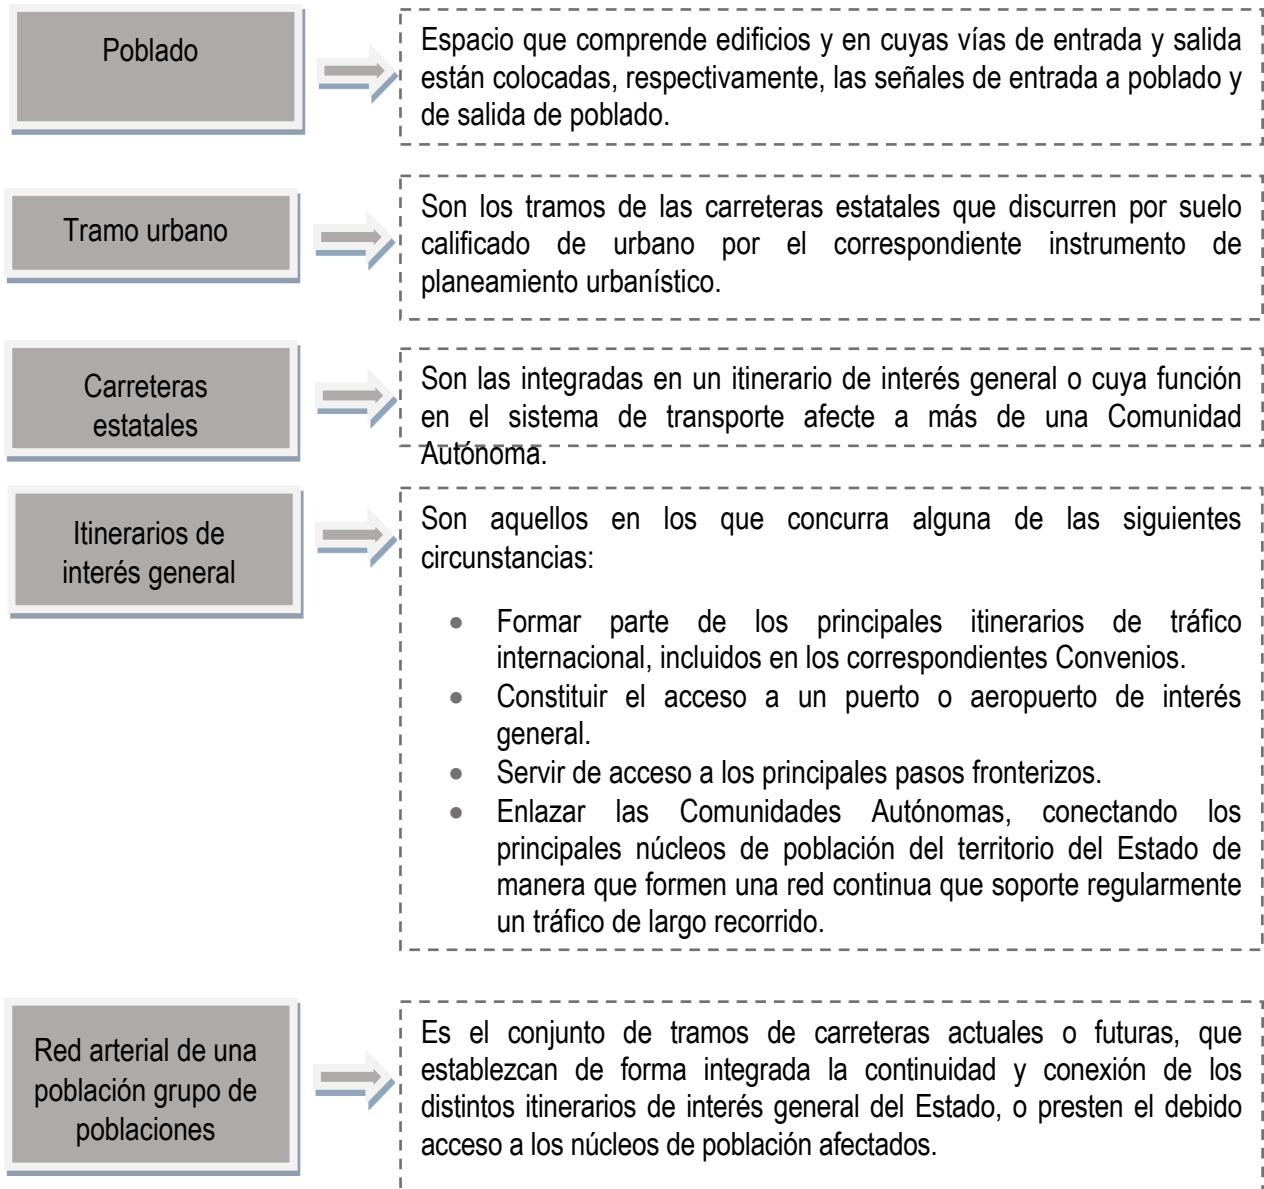 Poblado
Espacio que comprende edificios y en cuyas vías de entrada y salida
están colocadas, respectivamente, las señales de entrada a poblado y
de salida de poblado.
Tramo urbano
Son los tramos de las carreteras estatales que discurren por suelo
calificado de urbano por el correspondiente instrumento de
planeamiento urbanístico.
Carreteras
estatales
Son las integradas en un itinerario de interés general o cuya función
en el sistema de transporte afecte a más de una Comunidad
Autónoma.
Itinerarios de
interés general
Son aquellos en los que concurra alguna de las siguientes
circunstancias:
• Formar parte de los principales itinerarios de tráfico
internacional, incluidos en los correspondientes Convenios.
• Constituir el acceso a un puerto o aeropuerto de interés
general.
• Servir de acceso a los principales pasos fronterizos.
• Enlazar las Comunidades Autónomas, conectando los
principales núcleos de población del territorio del Estado de
manera que formen una red continua que soporte regularmente
un tráfico de largo recorrido.
Red arterial de una
población grupo de
poblaciones
Es el conjunto de tramos de carreteras actuales o futuras, que
establezcan de forma integrada la continuidad y conexión de los
distintos itinerarios de interés general del Estado, o presten el debido
acceso a los núcleos de población afectados.